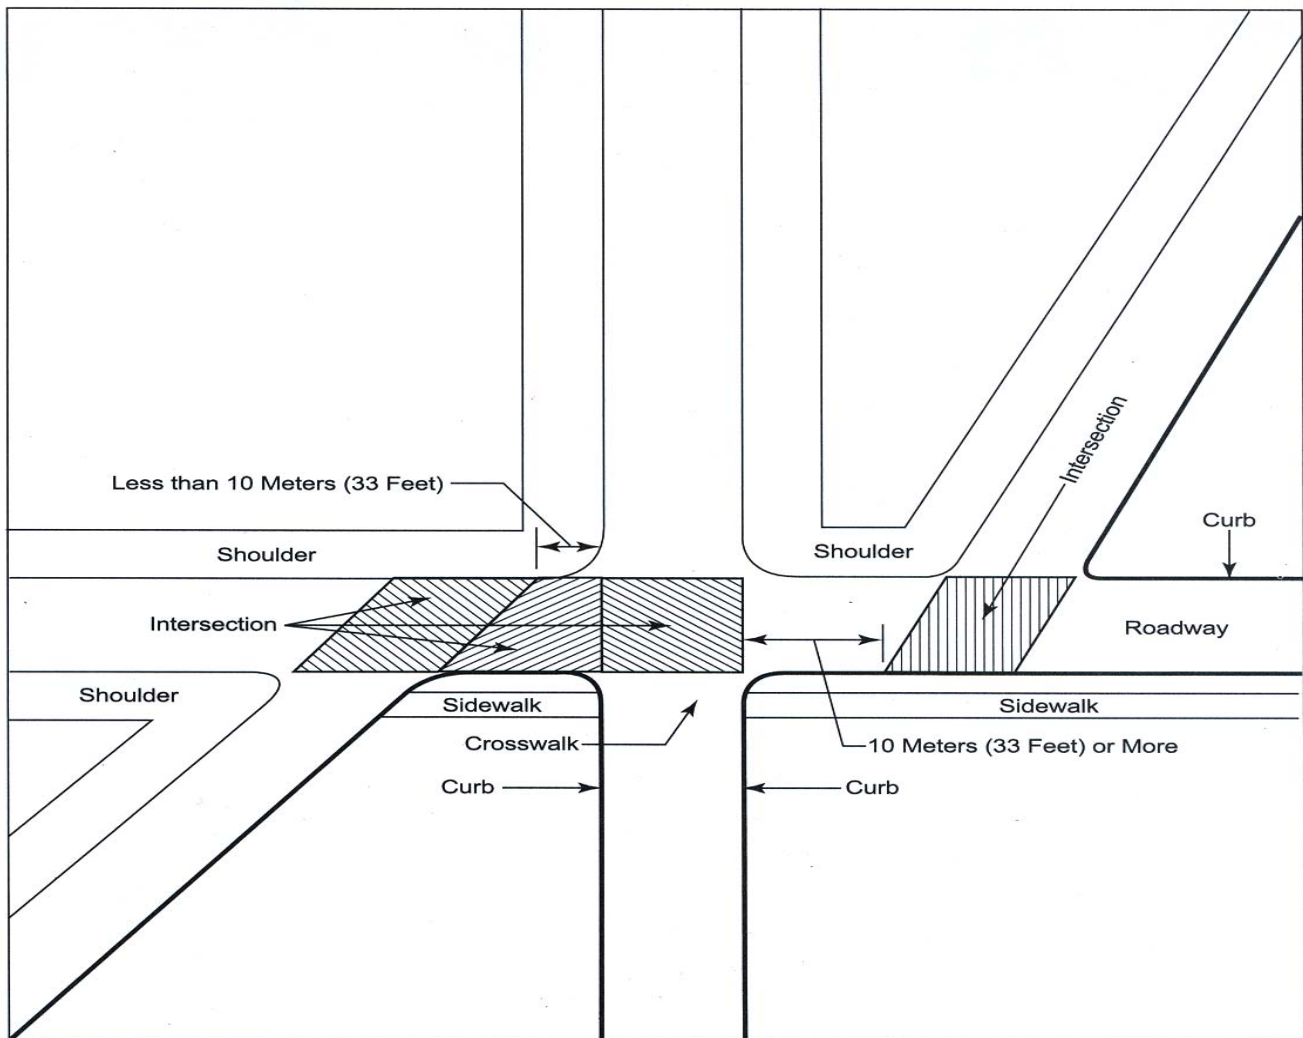 Intersection
Less than 10 Meters (33 Feet)
Curb
Shoulder
Shoulder
Intersection
Roadway
Shoulder
Sidewalk
Sidewalk
Crosswalk
10 Meters (33 Feet) or More
Curb
Curb